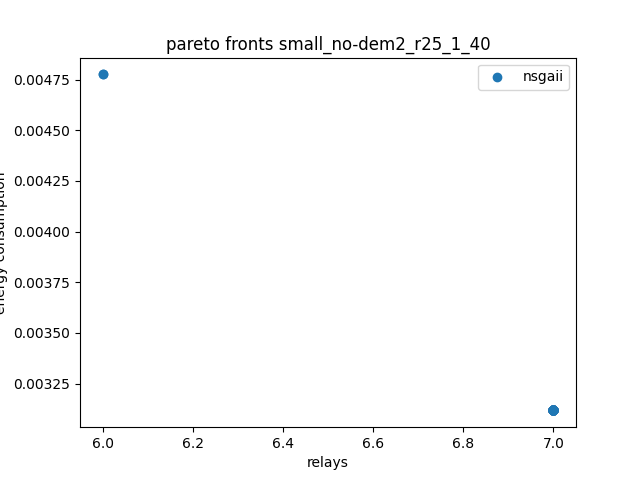 pareto fronts small_no-dem2_r25_1_40
nsgaii
0.00475
0.00450
0.00425
0.00400
0.00375
0.00350
0.00325
energy consumption
6.0 6.2 6.4 6.6 6.8 7.0
relays